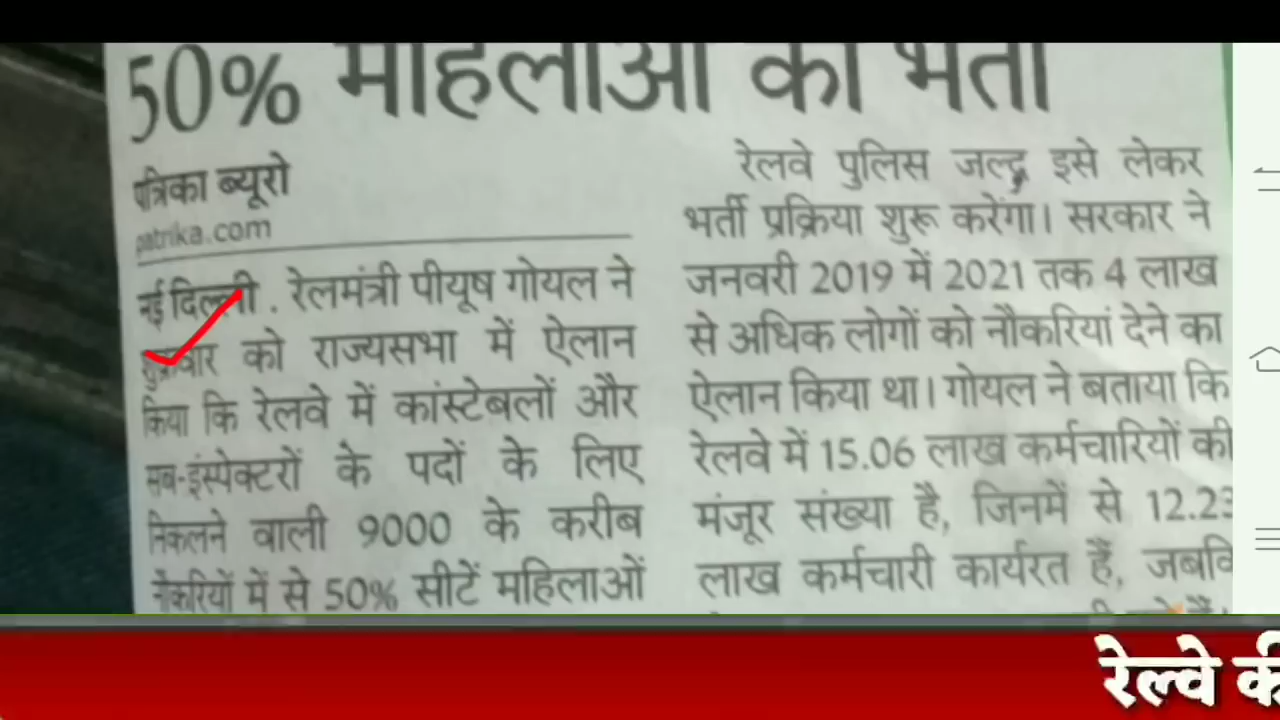 50% महिलाओं की भर्ती
पत्रिका ब्यूरो
patrika.com
नई दिल्ली . रेलमंत्री पीयूष गोयल ने
शुक्रवार को राज्यसभा में ऐलान
किया कि रेलवे में कांस्टेबलों और
सब-इंस्पेक्टरों के पदों के लिए
निकलने वाली 9000 के करीब
नौकरियों में से 50% सीटें महिलाओं
रेलवे पुलिस जल्द इसे लेकर
भर्ती प्रक्रिया शुरू करेंगा। सरकार ने
जनवरी 2019 में 2021 तक 4 लाख
से अधिक लोगों को नौकरियां देने का
ऐलान किया था। गोयल ने बताया कि
रेलवे में 15.06 लाख कर्मचारियों की
मंजूर संख्या है, जिनमें से 12.23
लाख कर्मचारी कार्यरत हैं, जबकि
रेल्वे की